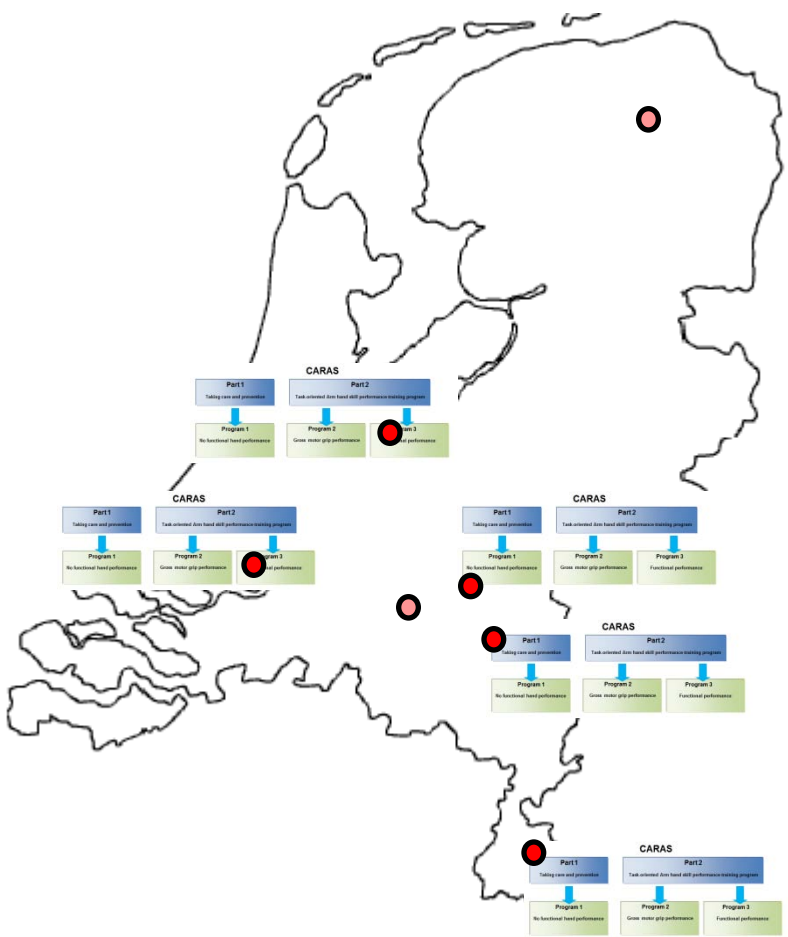 CARAS
Part 1 Part 2
Taking care and prevention Task oriented Arm hand skill performance training program
Program 1 Program 2 am 3
No functional hand performance Gross motor grip performance nal performance
CARAS
Part 1 Part 2
Taking care and prevention Task oriented Arm hand skill performance training program
Program 1 Program 2 gram 3
No functional hand performance Gross motor grip performance nal performance
CARAS
Part 1 Part 2
Taking care and prevention Task oriented Arm hand skill performance training program
Program 1 Program 2 Program 3
No functional hand performance Gross motor grip performance Functional performance
CARAS
Part 1 Part 2
Taking care and prevention Task oriented Arm hand skill performance training program
Program 1 Program 2 Program 3
No functional hand performance Gross motor grip performance Functional performance
CARAS
Part 1 Part 2
Taking care and prevention Task oriented Arm hand skill performance training program
Program 1 Program 2 Program 3
No functional hand performance Gross motor grip performance Functional performance